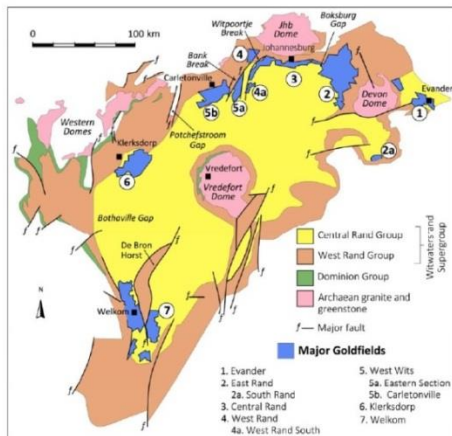 0
100 km
Witpoortje
Break
Jhb
Dome
Boksburg
Gap
Johannesburg
Bank
Break
Carletonville
4
3
4a
5a
5b
2
Devon
Dome
Evander
1
2a
Western
Domes
Potchefstroom
Gap
Klerksdorp
6
Vredefort
Vredefort
Dome
Bothaville Gap
De Bron
Horst
Welkom
7
N
Central Rand Group
West Rand Group
Dominion Group
Archaean granite and
greenstone
Major fault
Witwatersrand
Supergroup
Major Goldfields
1. Evander
2. East Rand
2a. South Rand
3. Central Rand
4. West Rand
4a. West Rand South
5. West Wits
5a. Eastern Section
5b. Carletonville
6. Klerksdorp
7. Welkom